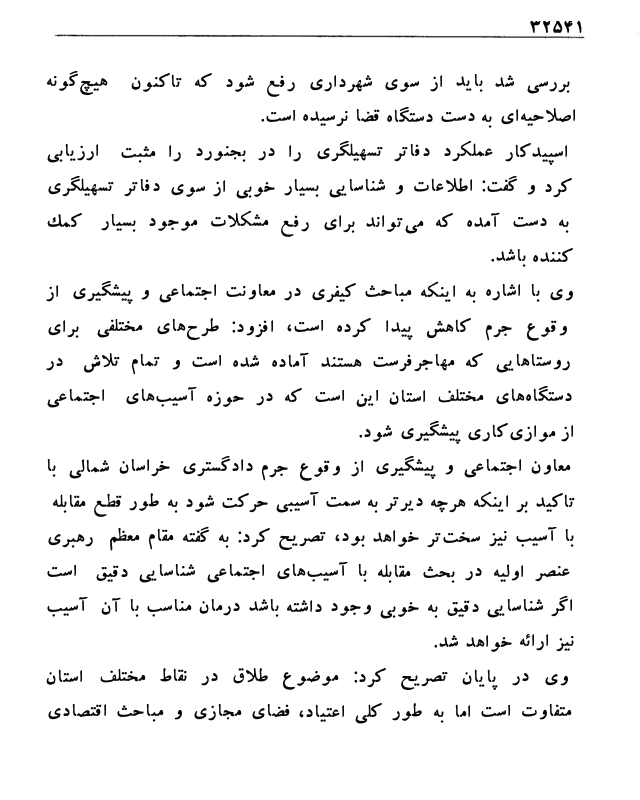 ۳۲۵۴۱
بررسی شد باید از سوی شهرداری رفع شود که تاکنون هیچ‌گونه
اصلاحیه‌ای به دست دستگاه قضا نرسیده است.
اسپیدکار عملکرد دفاتر تسهیلگری را در بجنورد را مثبت ارزیابی
کرد و گفت: اطلاعات و شناسایی بسیار خوبی از سوی دفاتر تسهیلگری
به دست آمده که می‌تواند برای رفع مشکلات موجود بسیار کمك
کننده باشد.
وی با اشاره به اینکه مباحث کیفری در معاونت اجتماعی و پیشگیری از
وقوع جرم کاهش پیدا کرده است، افزود: طرح‌های مختلفی برای
روستاهایی که مهاجرفرست هستند آماده شده است و تمام تلاش در
دستگاه‌های مختلف استان این است که در حوزه آسیب‌های اجتماعی
از موازی‌کاری پیشگیری شود.
معاون اجتماعی و پیشگیری از وقوع جرم دادگستری خراسان شمالی با
تاکید بر اینکه هرچه دیرتر به سمت آسیبی حرکت شود به طور قطع مقابله
با آسیب نیز سخت‌تر خواهد بود، تصریح کرد: به گفته مقام معظم رهبری
عنصر اولیه در بحث مقابله با آسیب‌های اجتماعی شناسایی دقیق است
اگر شناسایی دقیق به خوبی وجود داشته باشد درمان مناسب با آن آسیب
نیز ارائه خواهد شد.
وی در پایان تصریح کرد: موضوع طلاق در نقاط مختلف استان
متفاوت است اما به طور کلی اعتیاد، فضای مجازی و مباحث اقتصادی